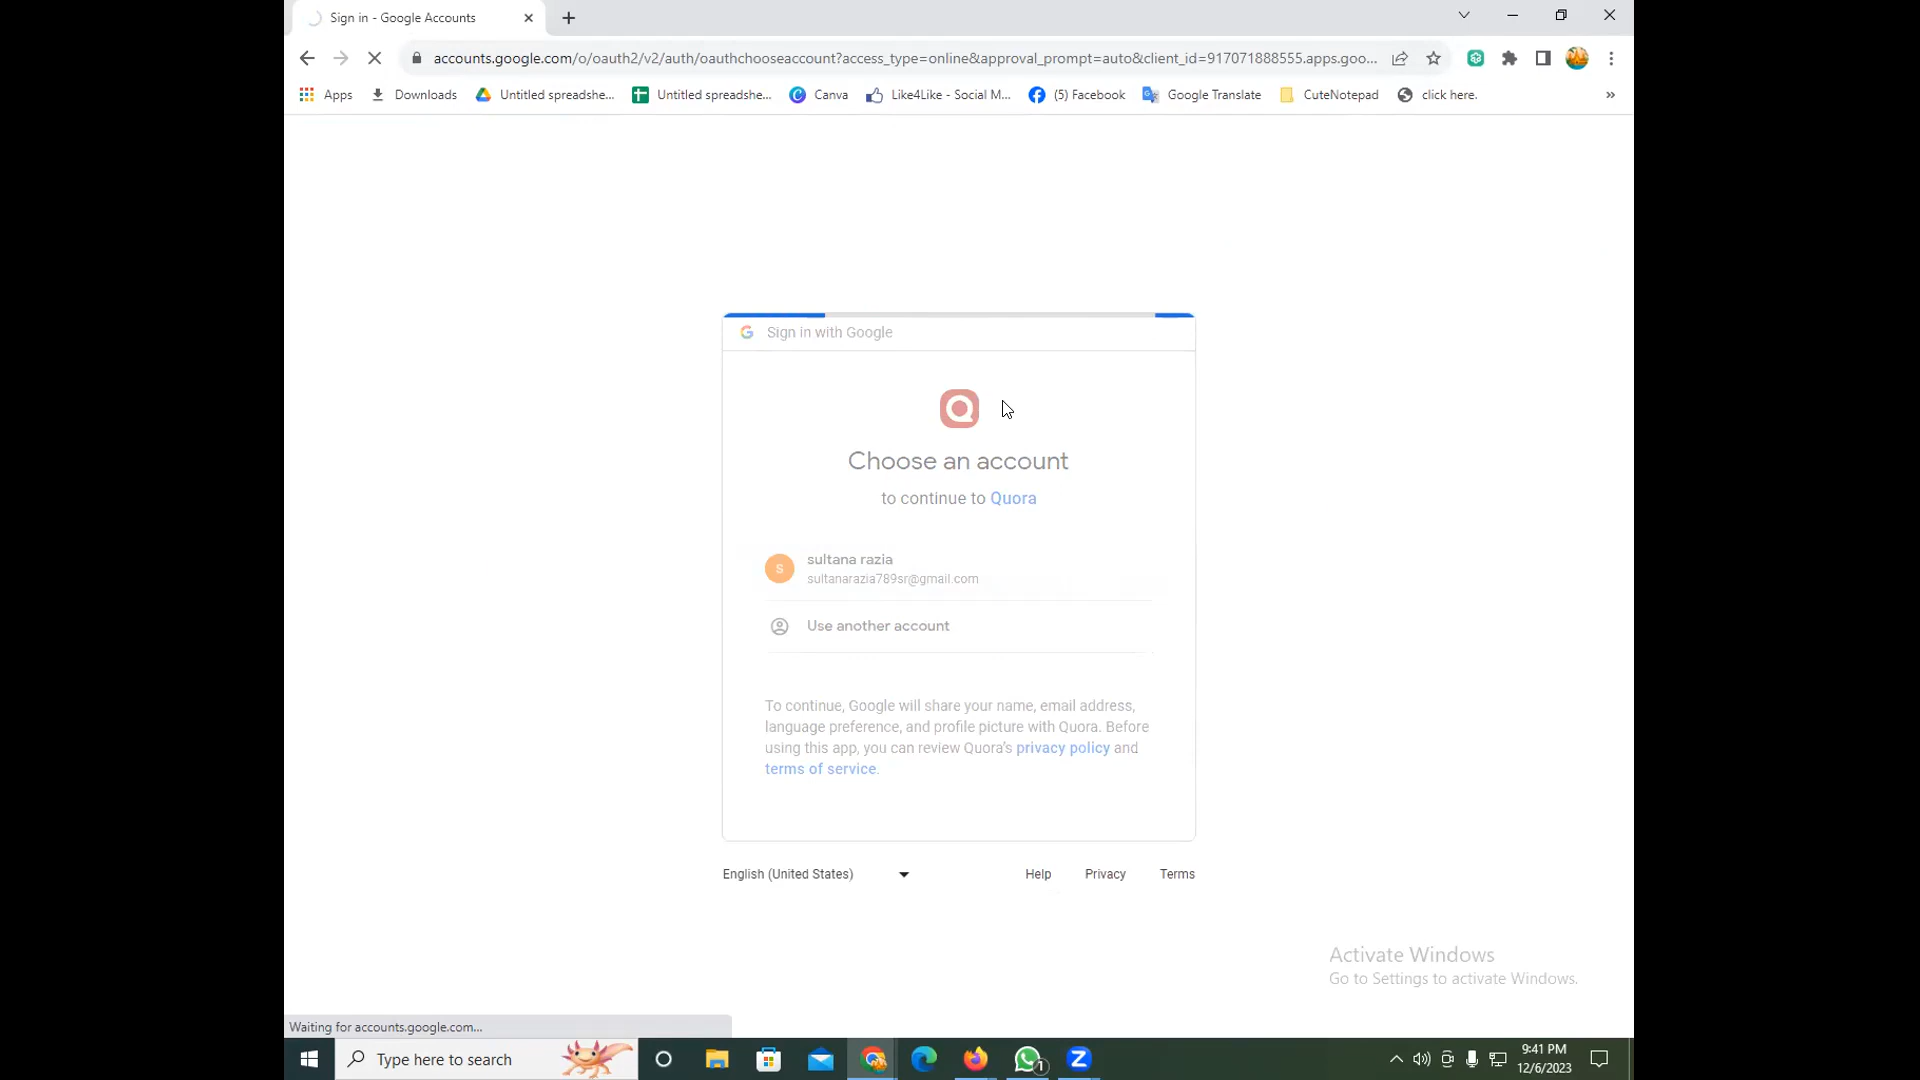 Sign in - Google Accounts
accounts.google.com/o/oauth2/v2/auth/oauthchooseaccount?access_type=online&approval_prompt=auto&client_id=917071888555.apps.goo...
Apps Downloads Untitled spreadshe... Untitled spreadshe... Canva Like4Like - Social M... (5) Facebook Google Translate CuteNotepad click here. »
Sign in with Google
Choose an account
to continue to Quora
S
sultana razia
sultanarazia789sr@gmail.com
Use another account
To continue, Google will share your name, email address,
language preference, and profile picture with Quora. Before
using this app, you can review Quora's privacy policy and
terms of service.
English (United States) Help Privacy Terms
Activate Windows
Go to Settings to activate Windows.
Waiting for accounts.google.com...
Type here to search
1
Z
9:41 PM
12/6/2023